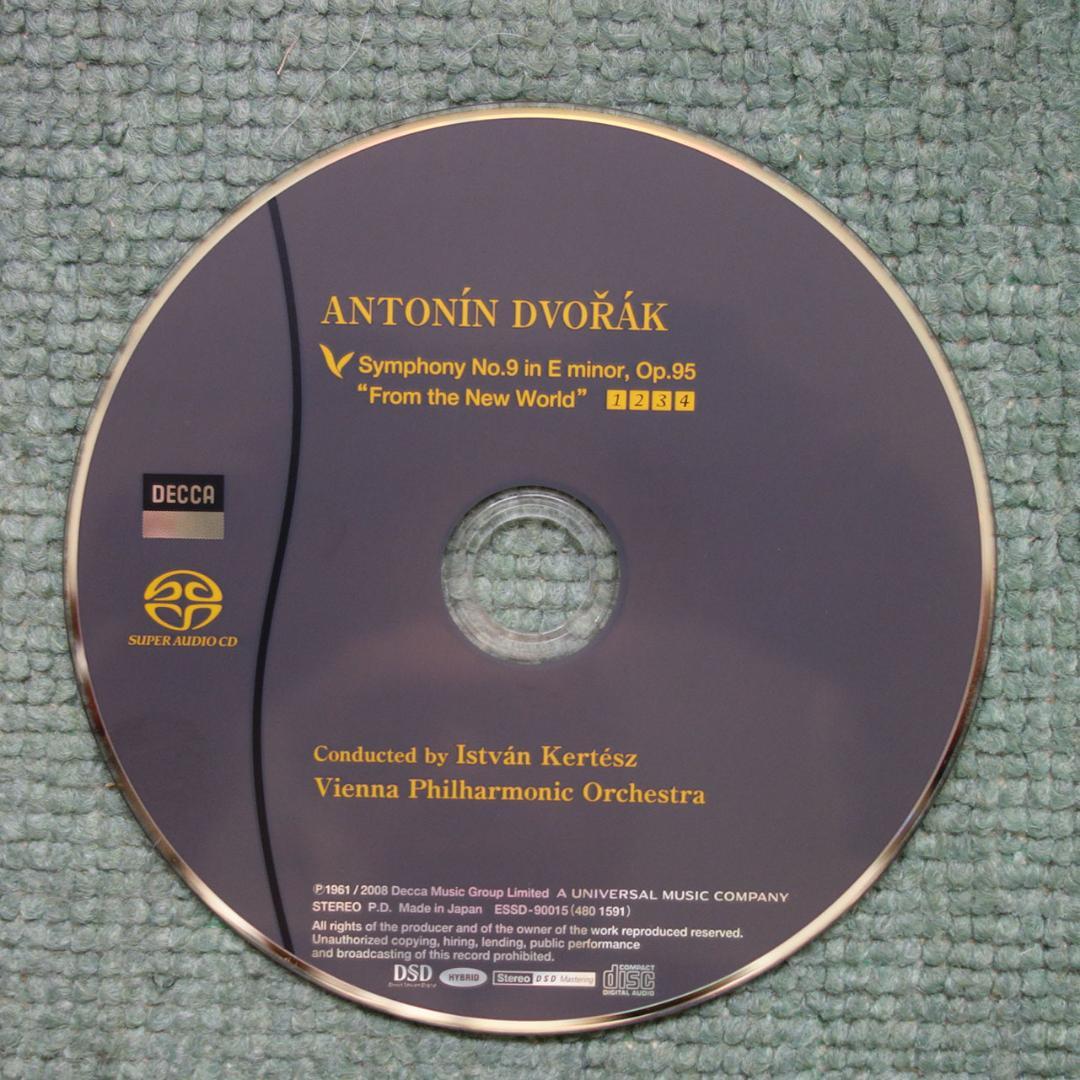 ANTONÍN DVOŘÁK
Symphony No.9 in E minor, Op.95
“From the New World” 1 2 3 4
DECCA
SUPER AUDIO CD
Conducted by István Kertész
Vienna Philharmonic Orchestra
℗1961 / 2008 Decca Music Group Limited A UNIVERSAL MUSIC COMPANY
STEREO P.D. Made in Japan ESSD-90015 (480 1591)
All rights of the producer and of the owner of the work reproduced reserved.
Unauthorized copying, hiring, lending, public performance
and broadcasting of this record prohibited.
DSD HYBRID Stereo DSD Mastering COMPACT disc DIGITAL AUDIO